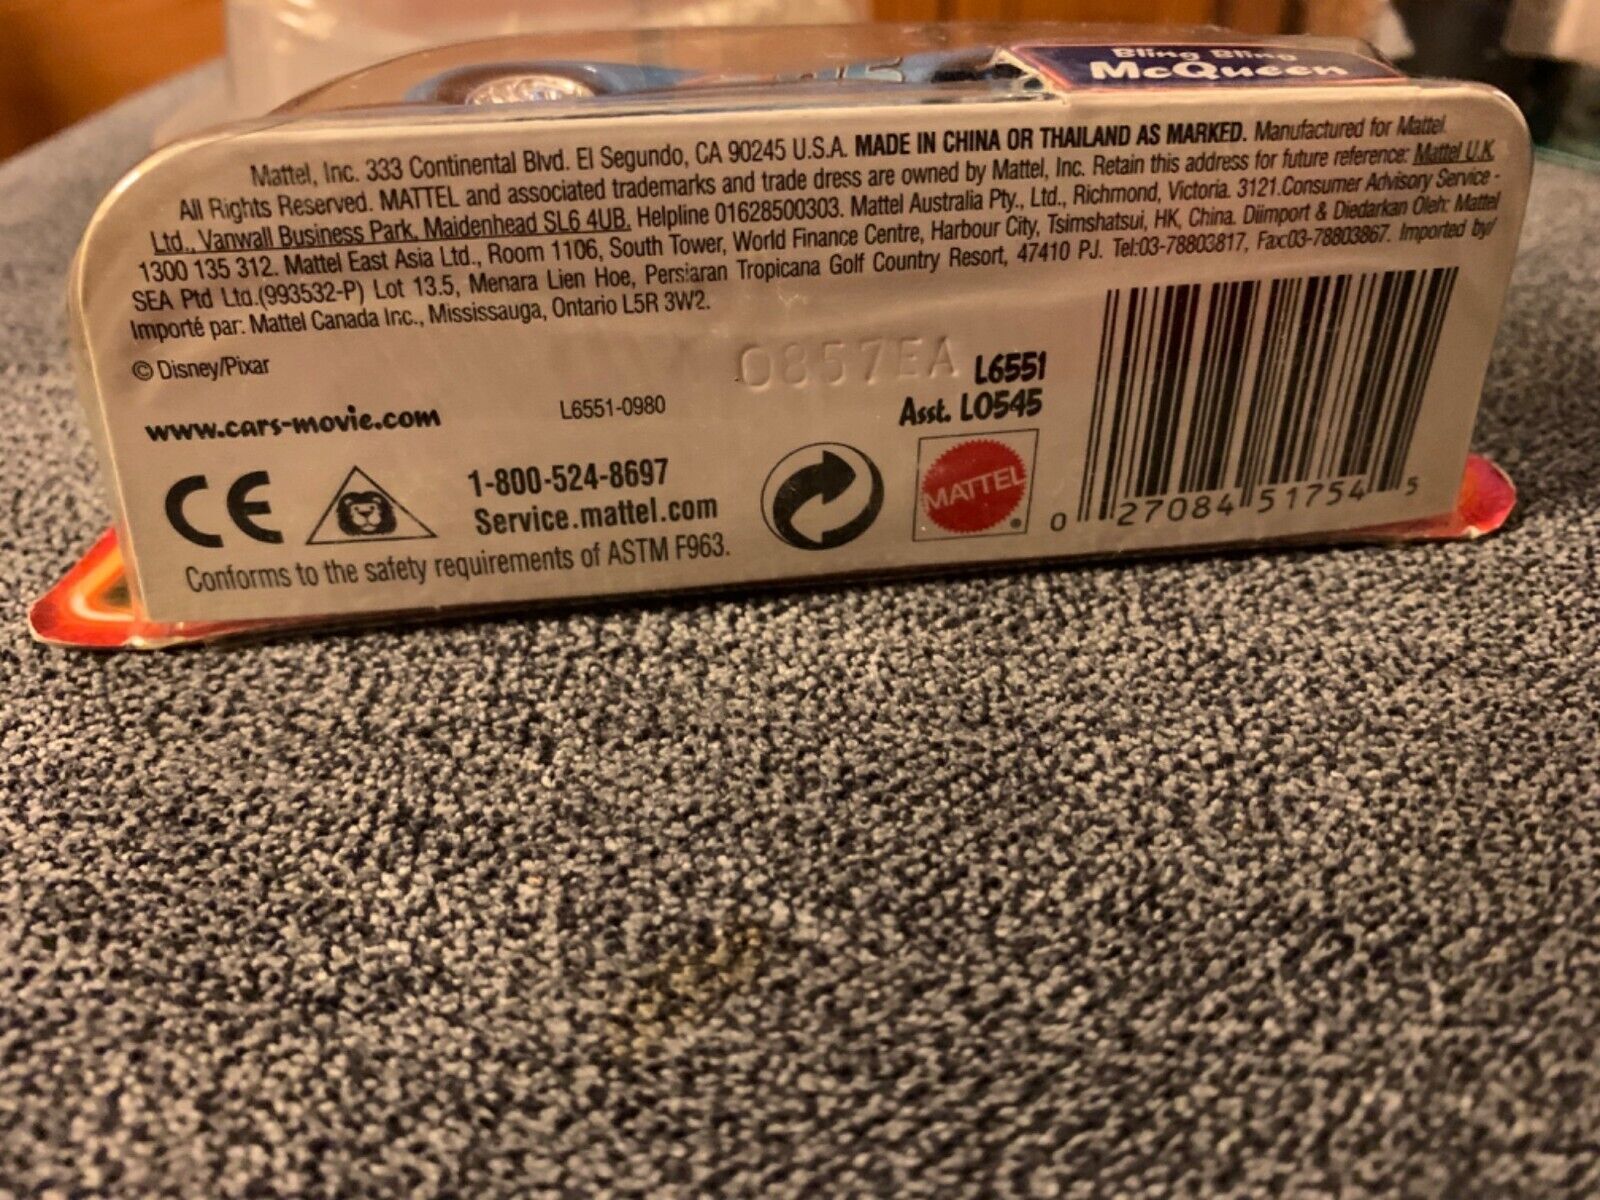 Bling Bling
McQueen
Mattel, Inc. 333 Continental Blvd. El Segundo, CA 90245 U.S.A. MADE IN CHINA OR THAILAND AS MARKED. Manufactured for Mattel.
All Rights Reserved. MATTEL and associated trademarks and trade dress are owned by Mattel, Inc. Retain this address for future reference: Mattel U.K.
Ltd., Vanwall Business Park, Maidenhead SL6 4UB. Helpline 01628500303. Mattel Australia Pty., Ltd., Richmond, Victoria. 3121.Consumer Advisory Service -
1300 135 312. Mattel East Asia Ltd., Room 1106, South Tower, World Finance Centre, Harbour City, Tsimshatsui, HK, China. Diimport & Diedarkan Oleh: Mattel
SEA Ptd Ltd.(993532-P) Lot 13.5, Menara Lien Hoe, Persiaran Tropicana Golf Country Resort, 47410 PJ. Tel:03-78803817, Fax:03-78803867. Imported by/
Importé par: Mattel Canada Inc., Mississauga, Ontario L5R 3W2.
© Disney/Pixar
0857EA
L6551
www.cars-movie.com
L6551-0980
Asst. L0545
CE
1-800-524-8697
Service.mattel.com
MATTEL
®
Conforms to the safety requirements of ASTM F963.
0 27084 51754 5